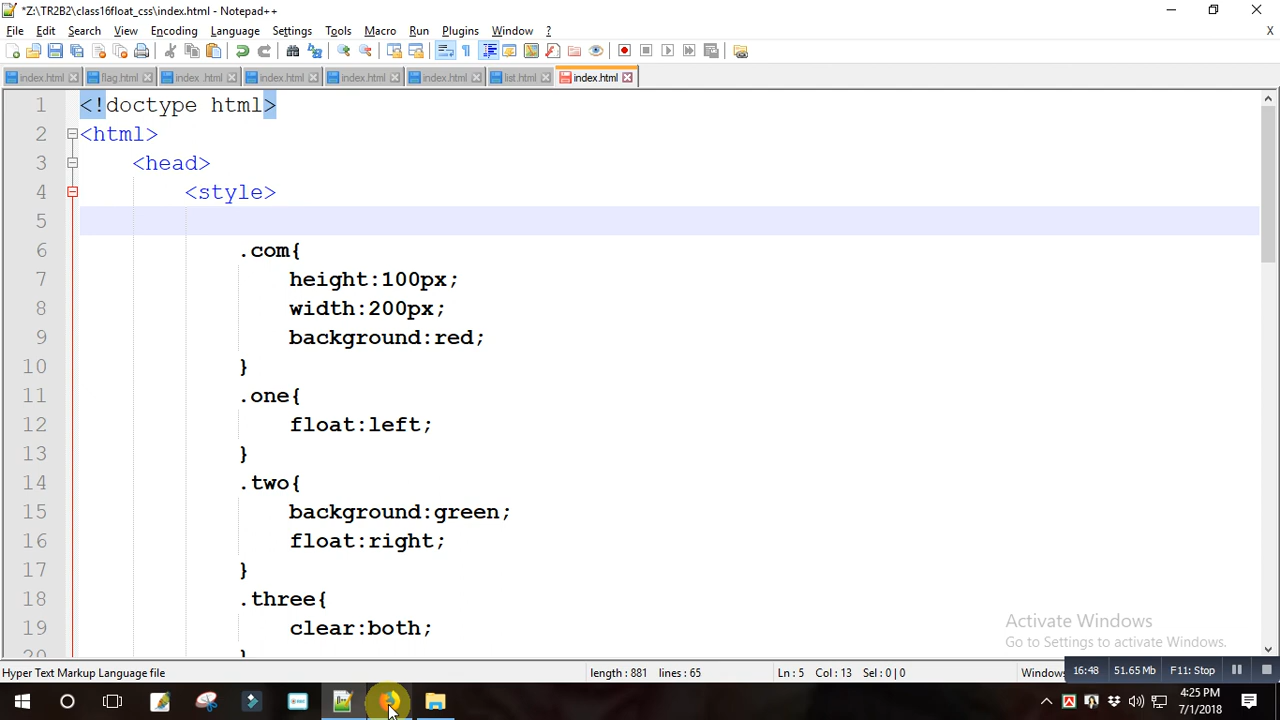 *Z:\TR2B2\class16float_css\index.html - Notepad++
File Edit Search View Encoding Language Settings Tools Macro Run Plugins Window ?
X
index.html flag.html index .html index.html index.html index.html list.html index.html
1 <!doctype html>
2 <html>
3 <head>
4 <style>
5
6 .com{
7 height:100px;
8 width:200px;
9 background:red;
10 }
11 .one{
12 float:left;
13 }
14 .two{
15 background:green;
16 float:right;
17 }
18 .three{
19 clear:both;
20 }
Activate Windows
Go to Settings to activate Windows.
Hyper Text Markup Language file length : 881 lines : 65 Ln : 5 Col : 13 Sel : 0 | 0 Window
16:48 51.65 MB F11: Stop
4:25 PM
7/1/2018